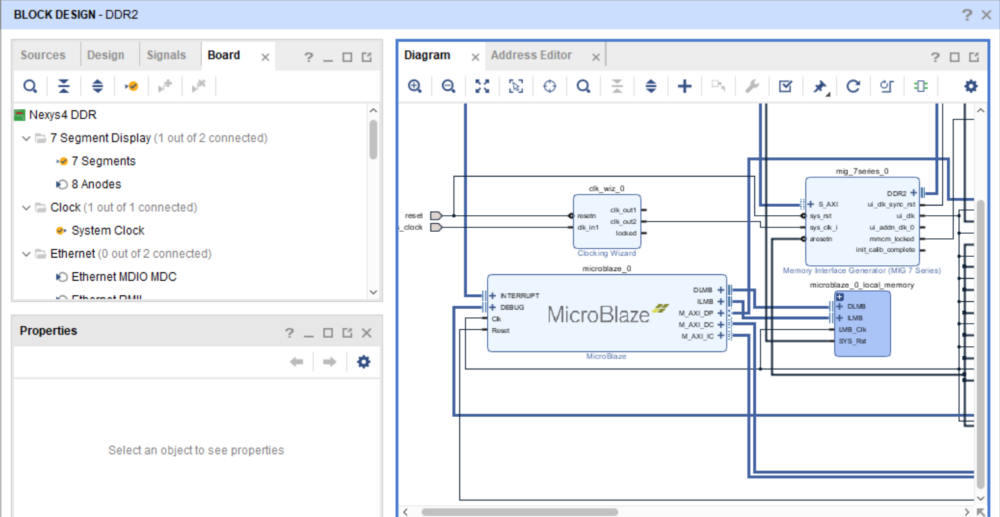 BLOCK DESIGN - DDR2
Sources Design Signals Board
Nexys4 DDR
7 Segment Display (1 out of 2 connected)
7 Segments
8 Anodes
Clock (1 out of 1 connected)
System Clock
Ethernet (0 out of 2 connected)
Ethernet MDIO MDC
Ethernet RMII
Properties
Select an object to see properties
Diagram Address Editor
reset
s_clock
clk_wiz_0
resetn
clk_in1
clk_out1
clk_out2
locked
Clocking Wizard
mig_7series_0
S_AXI
sys_rst
sys_clk_i
aresetn
DDR2
ui_clk_sync_rst
ui_clk
ui_addn_clk_0
mmcm_locked
init_calib_complete
Memory Interface Generator (MIG 7 Series)
microblaze_0
INTERRUPT
DEBUG
Clk
Reset
MicroBlaze
DLMB
ILMB
M_AXI_DP
M_AXI_DC
M_AXI_IC
MicroBlaze
microblaze_0_local_memory
DLMB
ILMB
LMB_Clk
SYS_Rst